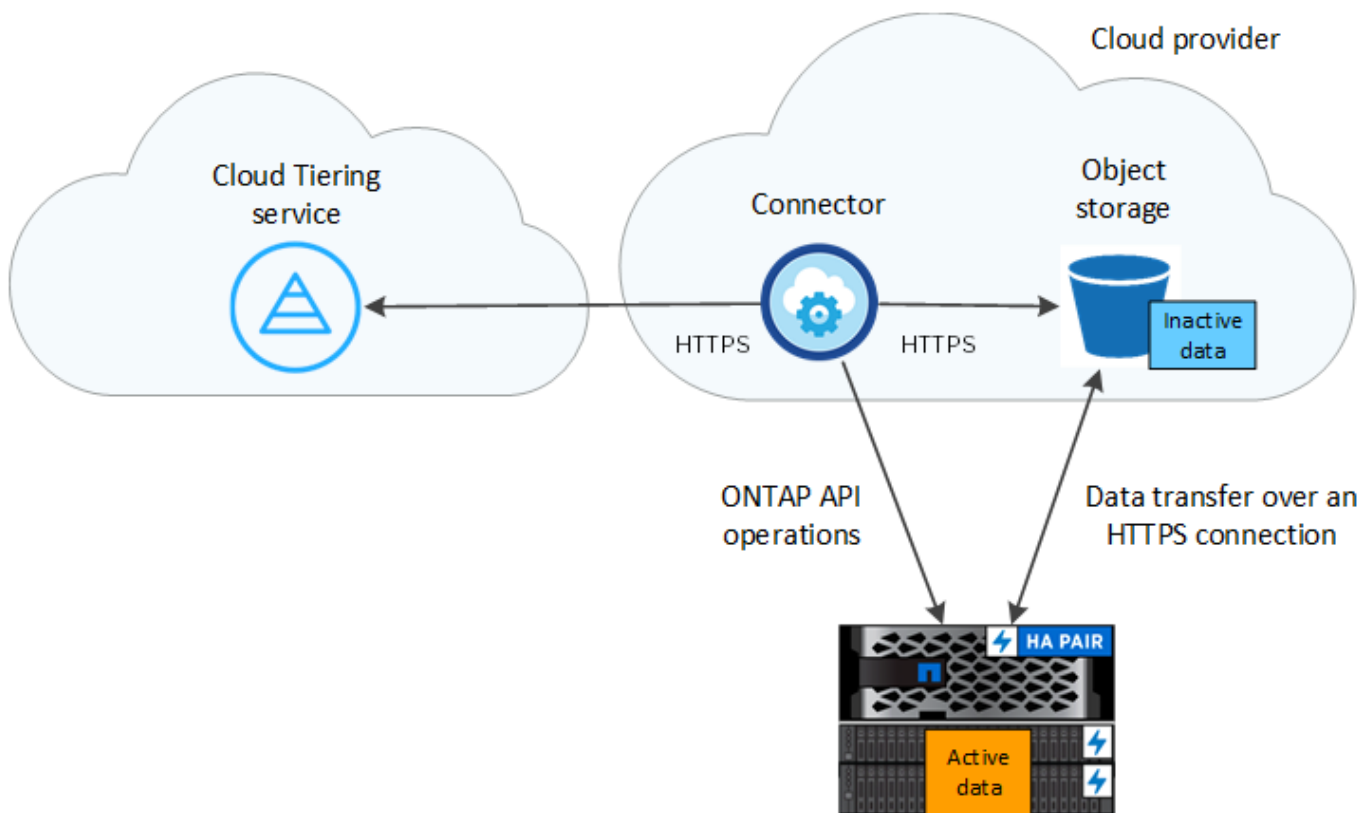 Cloud provider
Cloud Tiering
service
Connector
Object
storage
Inactive
data
HTTPS
HTTPS
ONTAP API
operations
Data transfer over an
HTTPS connection
HA PAIR
Active
data